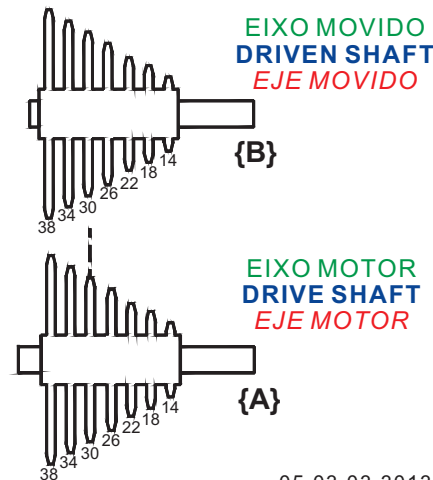 EIXO MOVIDO
DRIVEN SHAFT
EJE MOVIDO
{B}
14
18
22
26
30
34
38
EIXO MOTOR
DRIVE SHAFT
EJE MOTOR
{A}
14
18
22
26
30
34
38